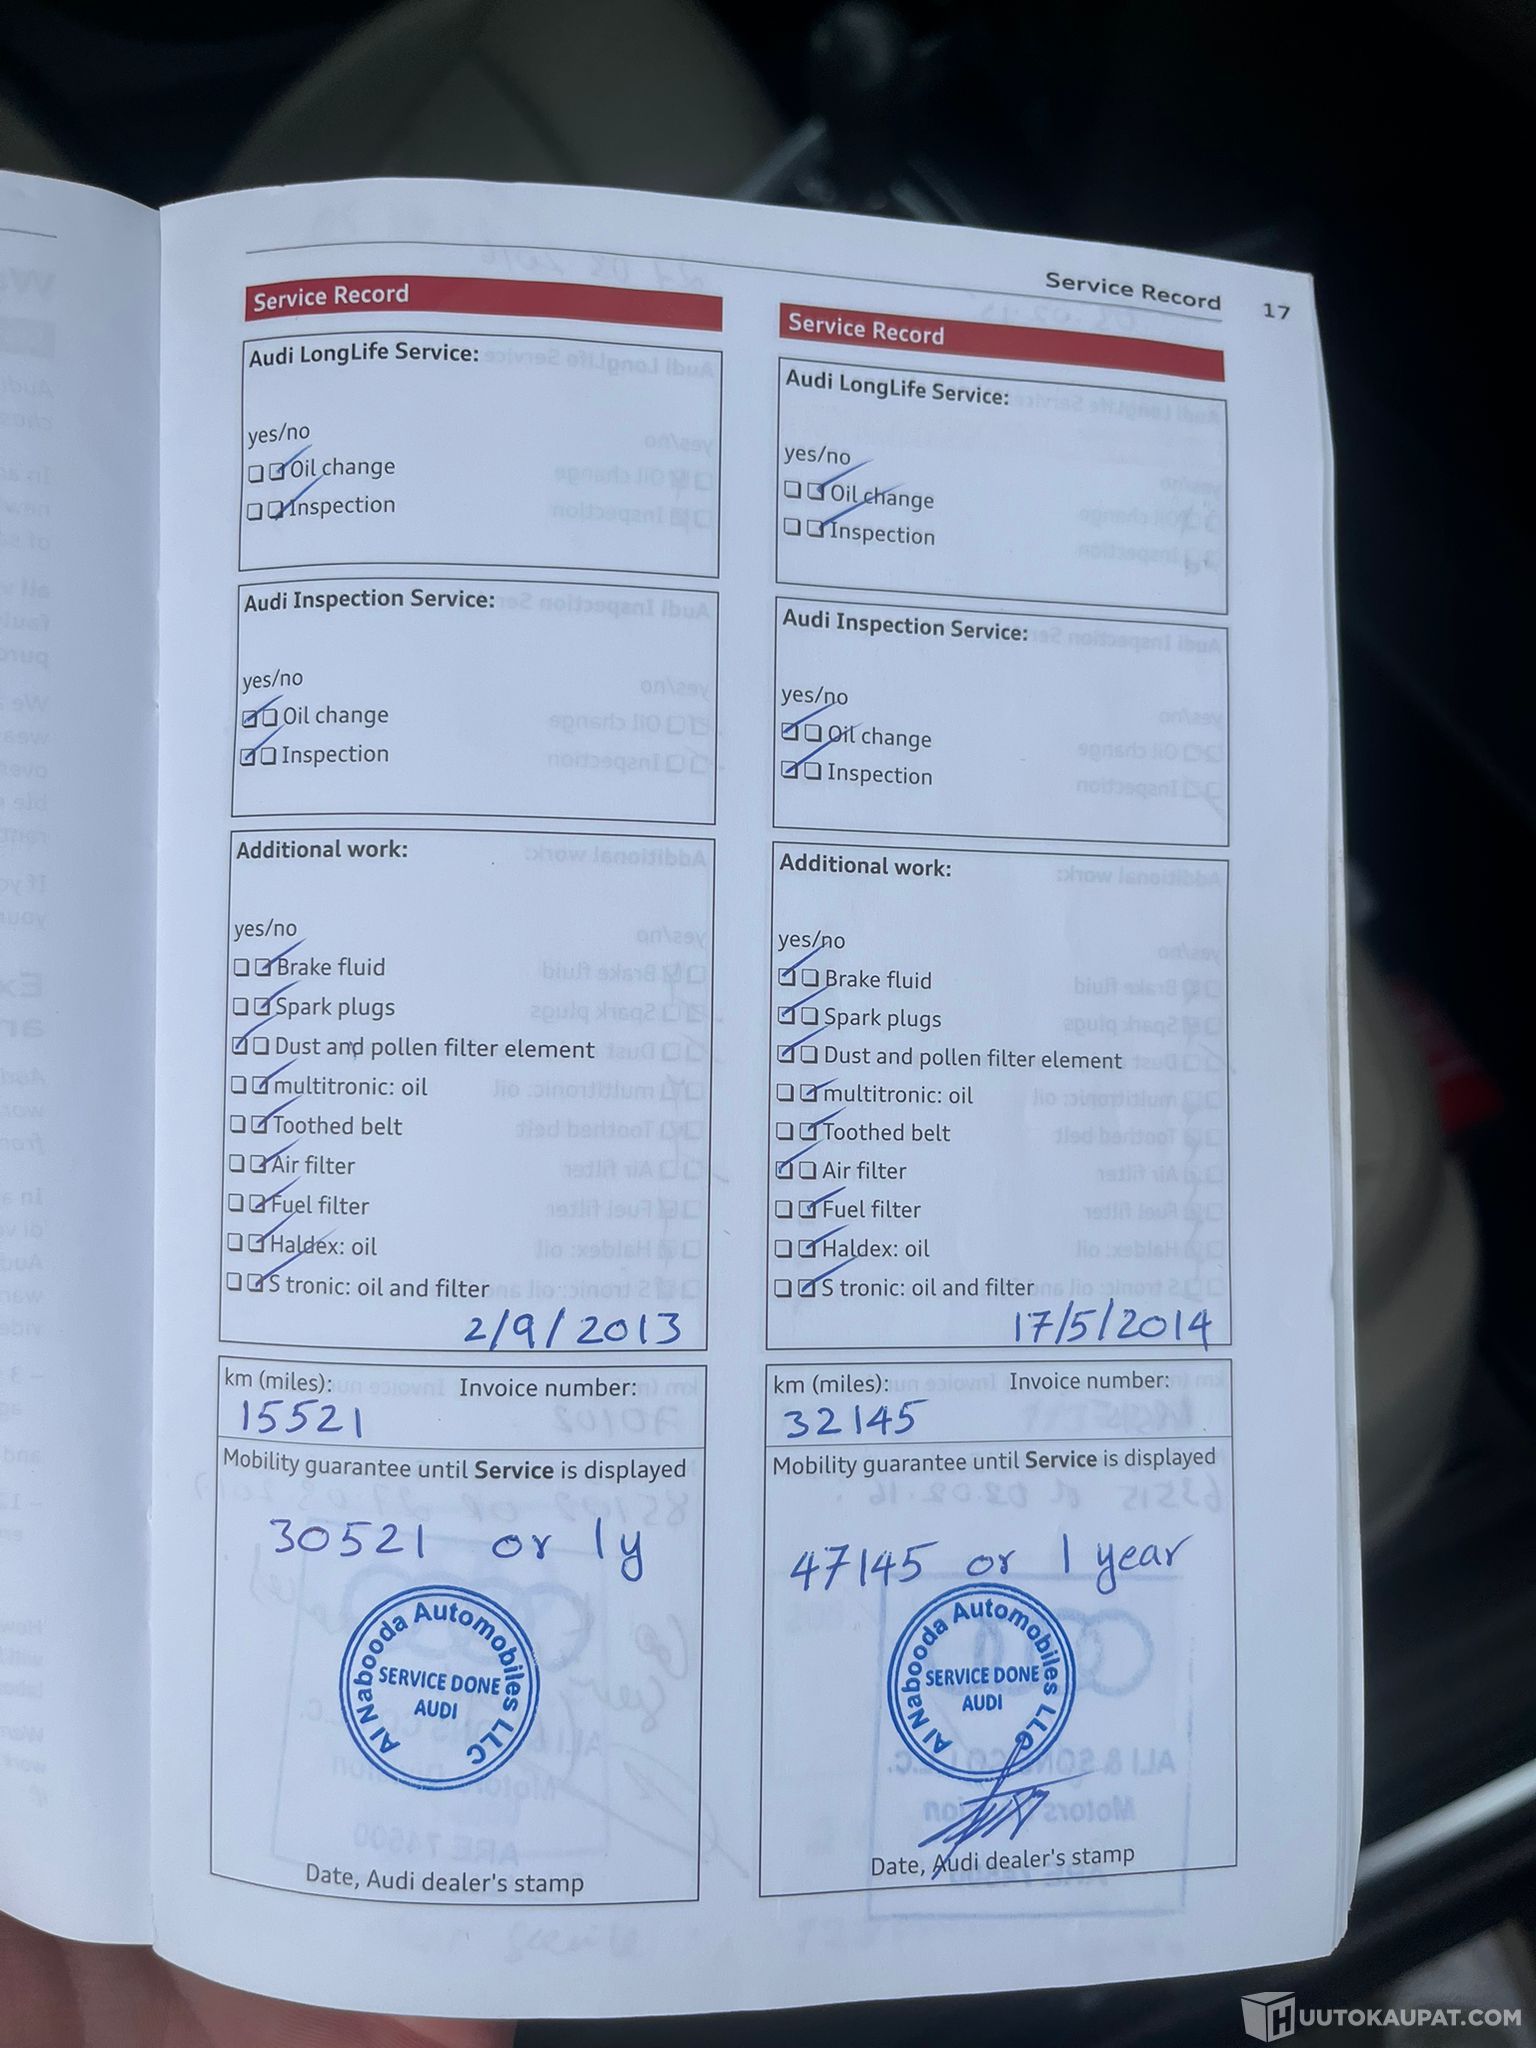 Service Record 17
Service Record
Audi LongLife Service:
yes/no
Oil change
Inspection
Audi Inspection Service:
yes/no
Oil change
Inspection
Additional work:
yes/no
Brake fluid
Spark plugs
Dust and pollen filter element
multitronic: oil
Toothed belt
Air filter
Fuel filter
Haldex: oil
S tronic: oil and filter
2/9/2013
km (miles): Invoice number:
15521
Mobility guarantee until Service is displayed
30521 or 1y
Al Nabooda Automobiles LLC
SERVICE DONE
AUDI
Date, Audi dealer's stamp
Service Record
Audi LongLife Service:
yes/no
Oil change
Inspection
Audi Inspection Service:
yes/no
Oil change
Inspection
Additional work:
yes/no
Brake fluid
Spark plugs
Dust and pollen filter element
multitronic: oil
Toothed belt
Air filter
Fuel filter
Haldex: oil
S tronic: oil and filter
17/5/2014
km (miles): Invoice number:
32145
Mobility guarantee until Service is displayed
47145 or 1 year
Al Nabooda Automobiles LLC
SERVICE DONE
AUDI
Date, Audi dealer's stamp
HUUTOKAUPAT.COM